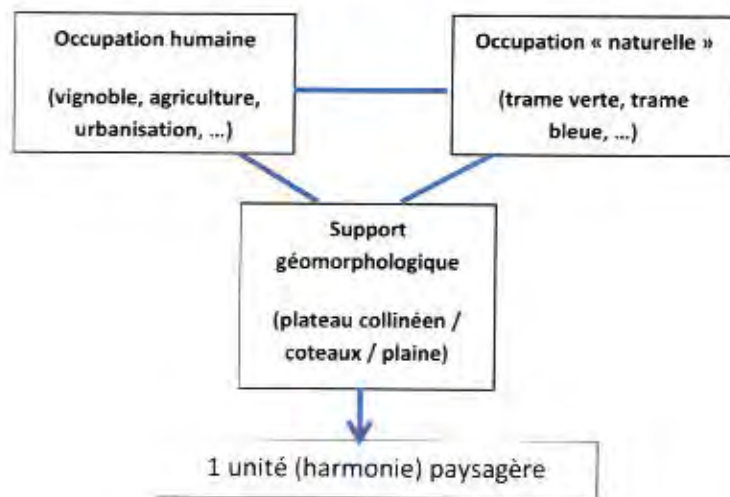 Occupation humaine
(vignoble, agriculture,
urbanisation, ...)
Occupation « naturelle »
(trame verte, trame
bleue, ...)
Support
géomorphologique
(plateau collinéen /
coteaux / plaine)
1 unité (harmonie) paysagère